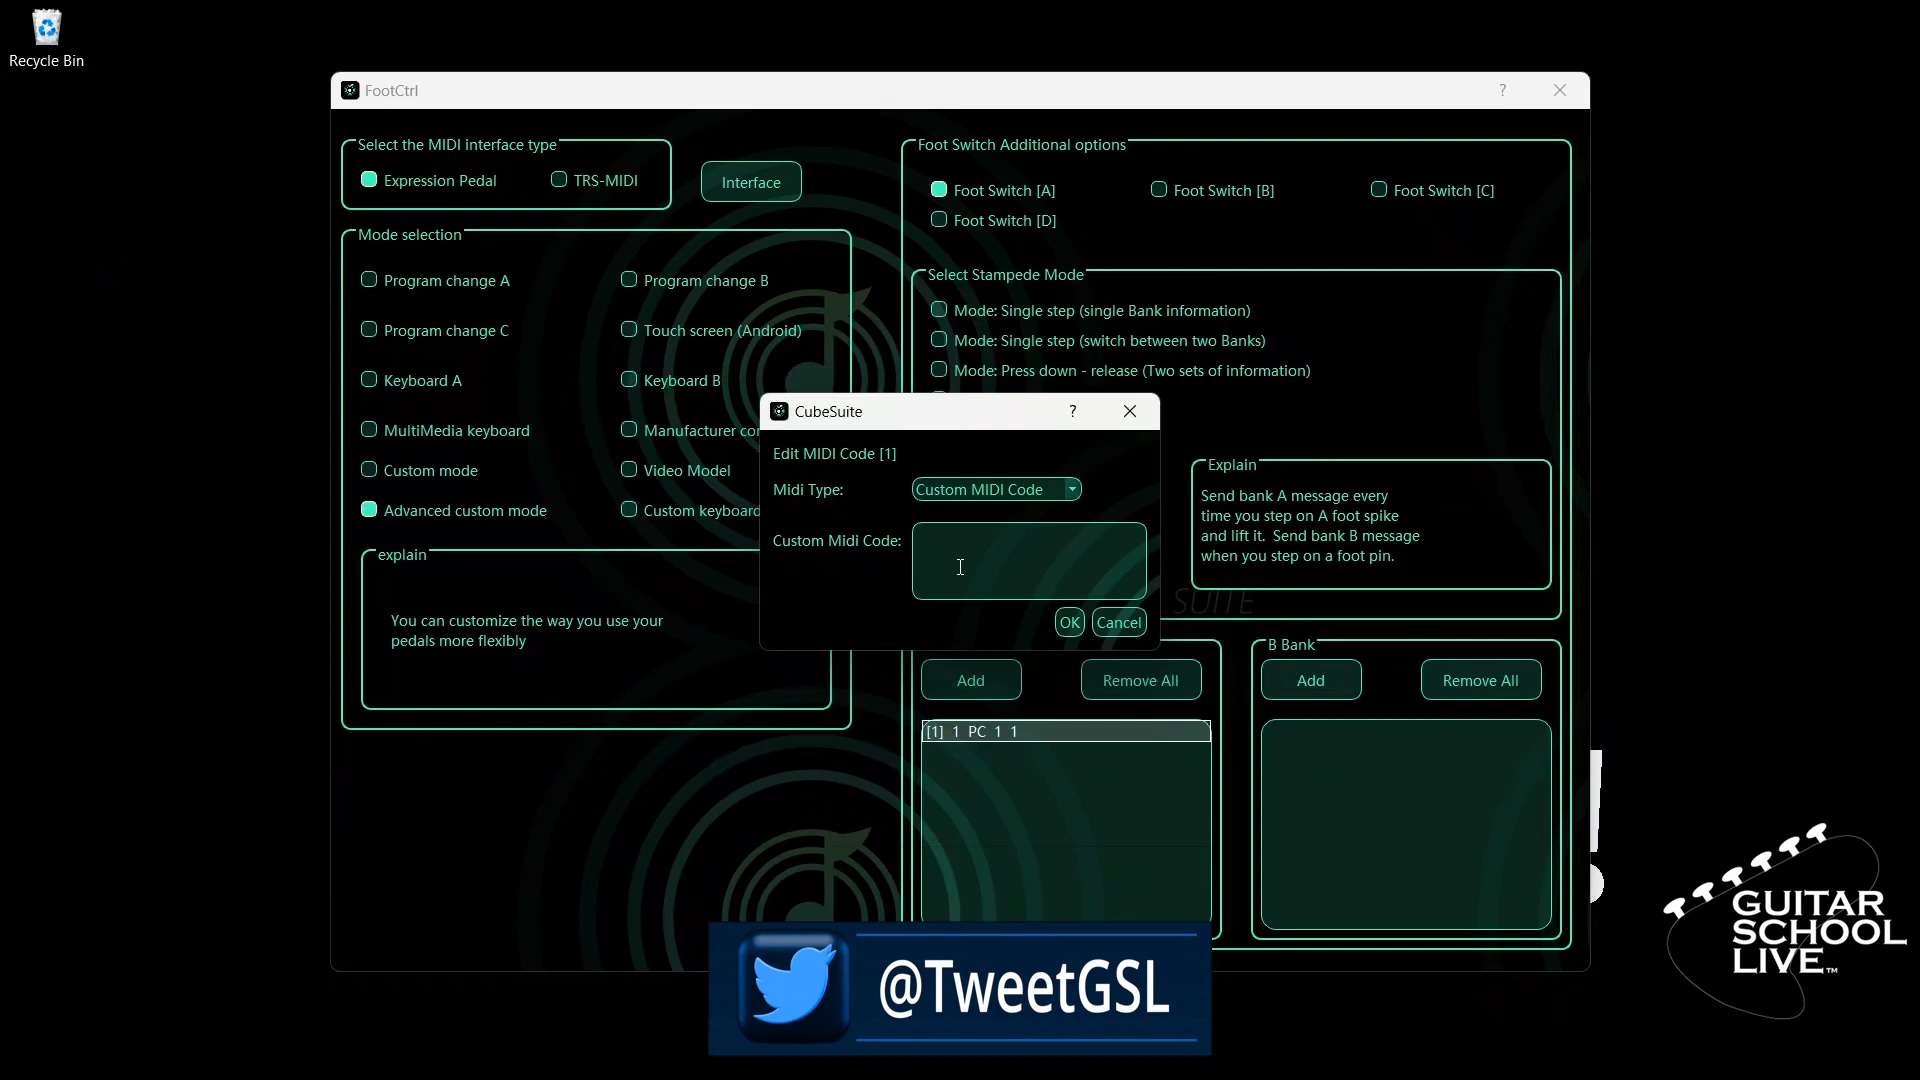 Recycle Bin
FootCtrl
?
Select the MIDI interface type
Expression Pedal
TRS-MIDI
Interface
Mode selection
Program change A
Program change B
Program change C
Touch screen (Android)
Keyboard A
Keyboard B
MultiMedia keyboard
Manufacturer co
Custom mode
Video Model
Advanced custom mode
Custom keyboard
explain
You can customize the way you use your
pedals more flexibly
Foot Switch Additional options
Foot Switch [A]
Foot Switch [B]
Foot Switch [C]
Foot Switch [D]
Select Stampede Mode
Mode: Single step (single Bank information)
Mode: Single step (switch between two Banks)
Mode: Press down - release (Two sets of information)
CubeSuite
?
Edit MIDI Code [1]
Midi Type:
Custom MIDI Code
Custom Midi Code:
OK
Cancel
Explain
Send bank A message every
time you step on A foot spike
and lift it. Send bank B message
when you step on a foot pin.
SUITE
Add
Remove All
[1] 1 PC 1 1
B Bank
Add
Remove All
@TweetGSL
GUITAR
SCHOOL
LIVE™